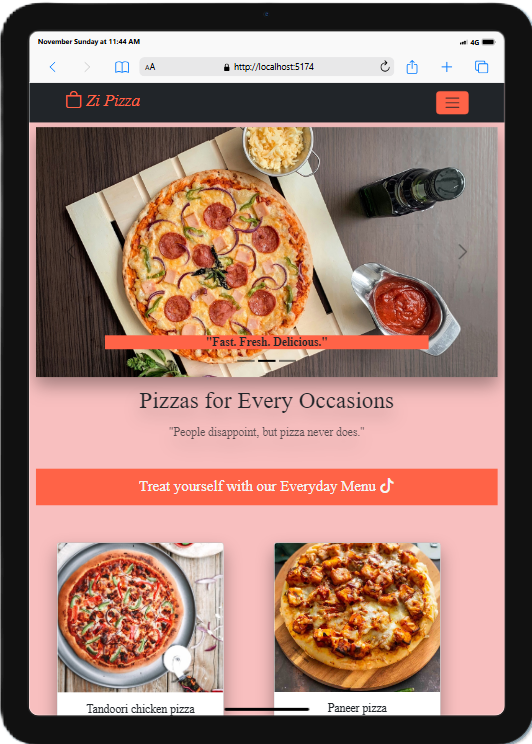 November Sunday at 11:44 AM
4G
AA
http://localhost:5174
Zi Pizza
"Fast. Fresh. Delicious."
Pizzas for Every Occasions
"People disappoint, but pizza never does."
Treat yourself with our Everyday Menu
Tandoori chicken pizza
Paneer pizza